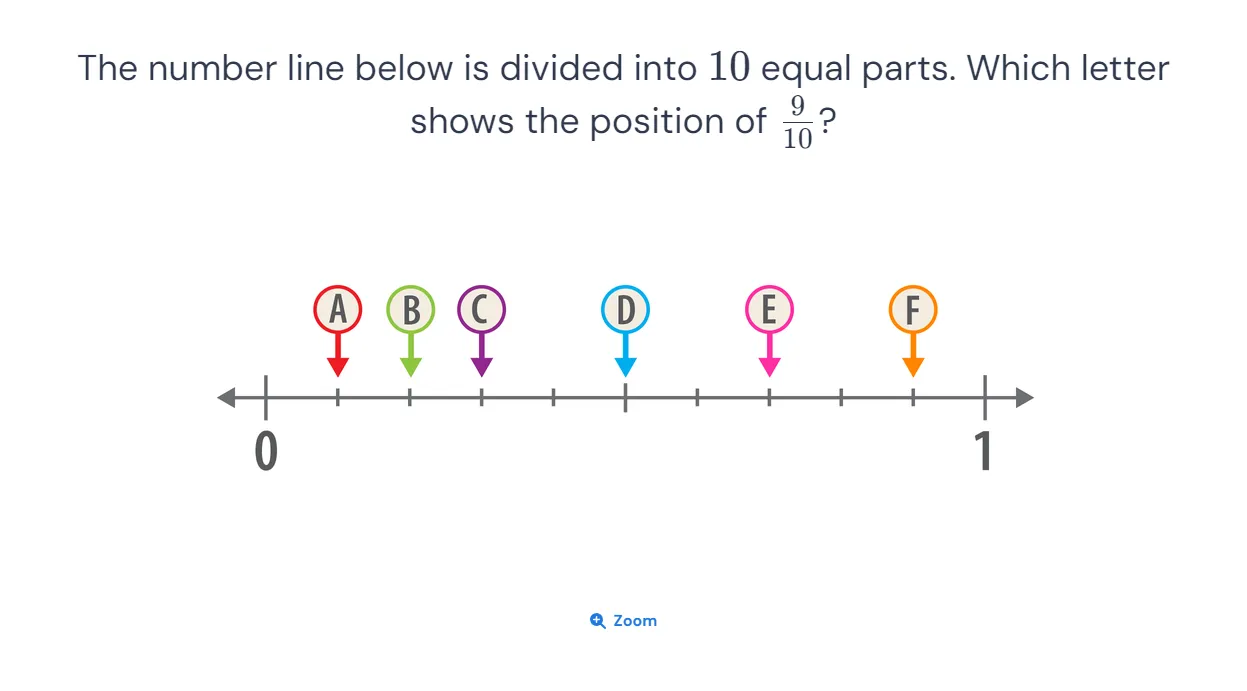 The number line below is divided into 10 equal parts. Which letter
shows the position of 9/10?
A B C D E F
0 1
Zoom